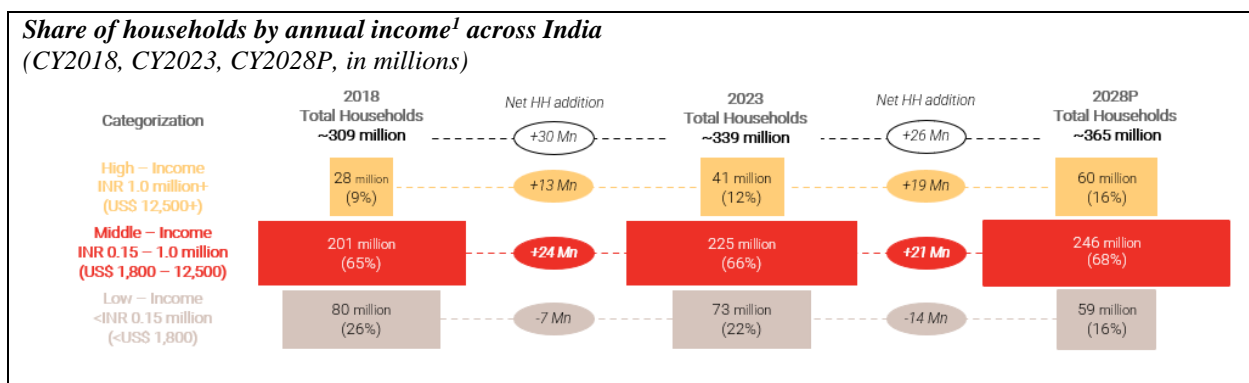 Share of households by annual income1 across India
(CY2018, CY2023, CY2028P, in millions)
Categorization
2018
Total Households
~309 million
Net HH addition
+30 Mn
2023
Total Households
~339 million
Net HH addition
+26 Mn
2028P
Total Households
~365 million
High – Income
INR 1.0 million+
(US$ 12,500+)
28 million
(9%)
+13 Mn
41 million
(12%)
+19 Mn
60 million
(16%)
Middle – Income
INR 0.15 – 1.0 million
(US$ 1,800 – 12,500)
201 million
(65%)
+24 Mn
225 million
(66%)
+21 Mn
246 million
(68%)
Low – Income
<INR 0.15 million
(<US$ 1,800)
80 million
(26%)
-7 Mn
73 million
(22%)
-14 Mn
59 million
(16%)